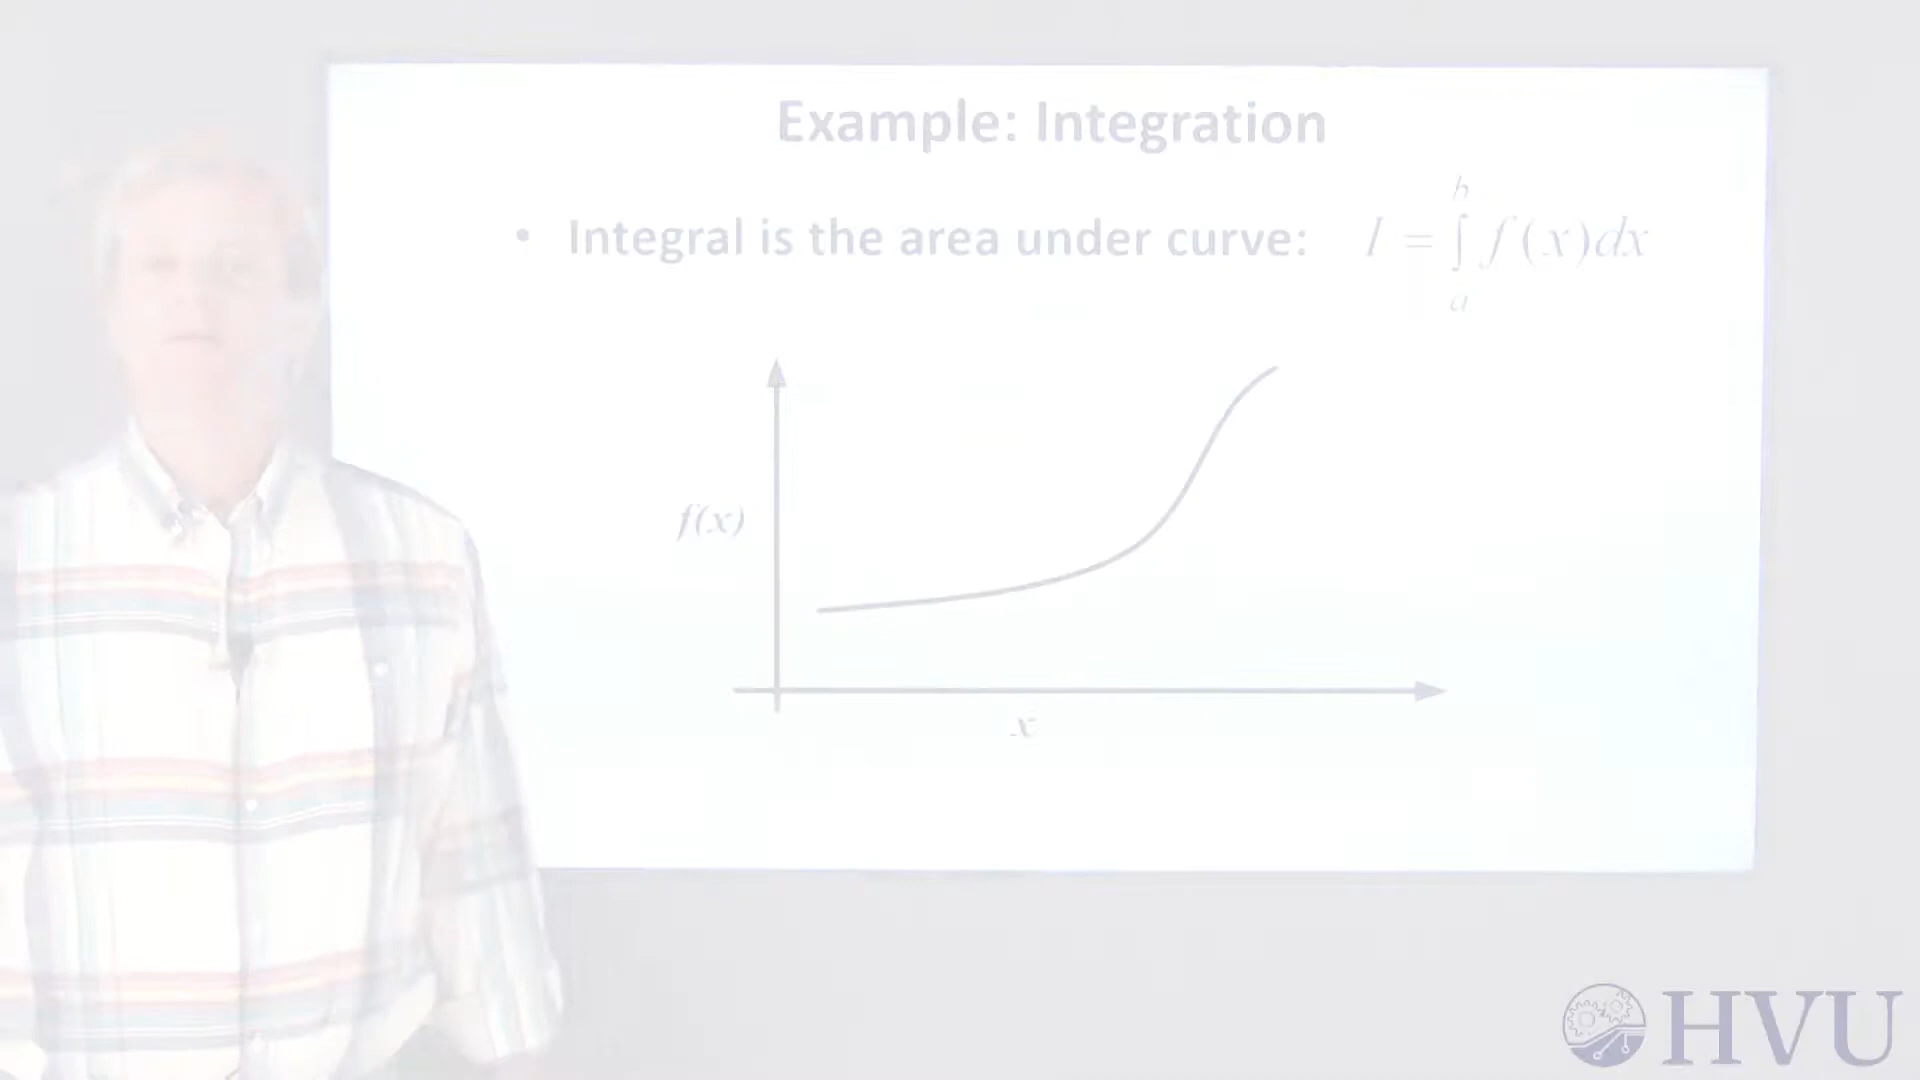 Example: Integration
• Integral is the area under curve: I = ∫ₐᵇ f(x)dx
f(x)
x
HVU